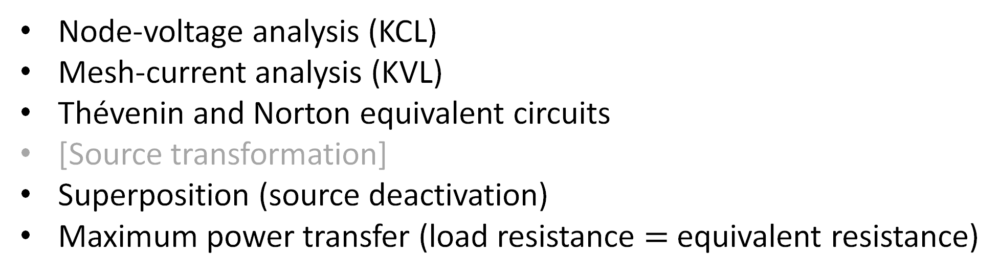 • Node-voltage analysis (KCL)
• Mesh-current analysis (KVL)
• Thévenin and Norton equivalent circuits
• [Source transformation]
• Superposition (source deactivation)
• Maximum power transfer (load resistance = equivalent resistance)